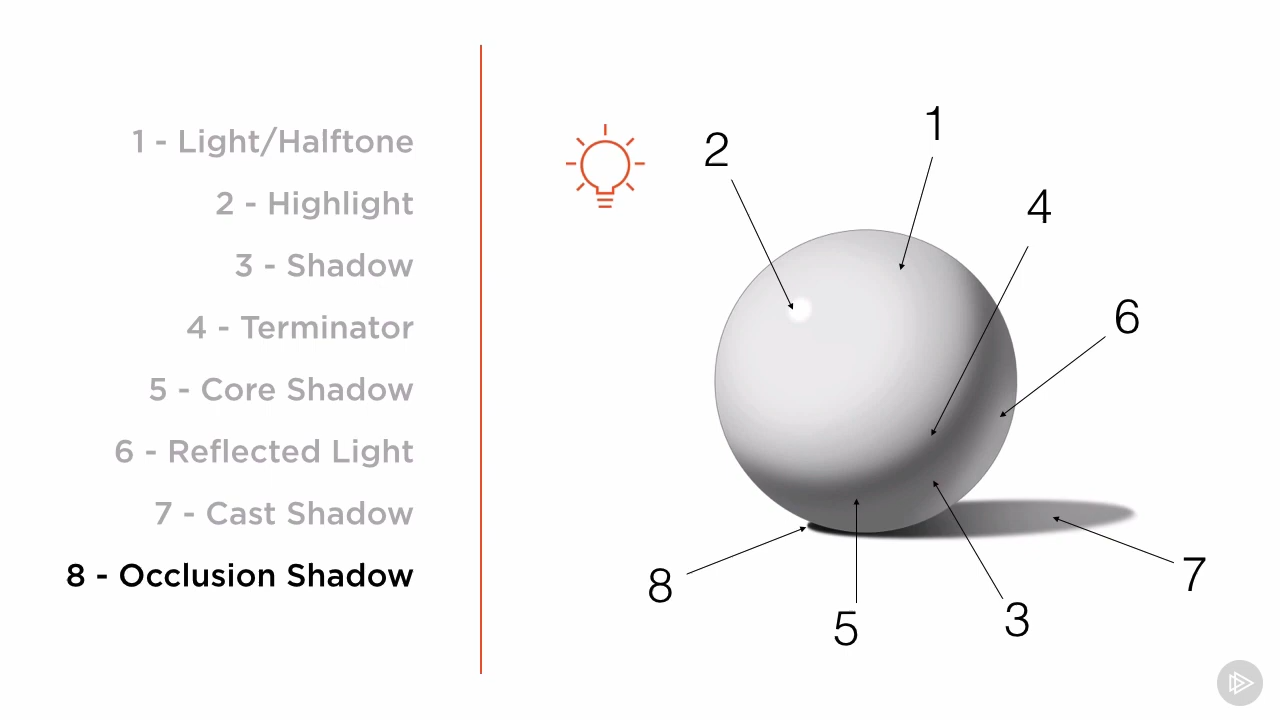 1 - Light/Halftone
2 - Highlight
3 - Shadow
4 - Terminator
5 - Core Shadow
6 - Reflected Light
7 - Cast Shadow
8 - Occlusion Shadow
1
2
4
6
7
8
3
5